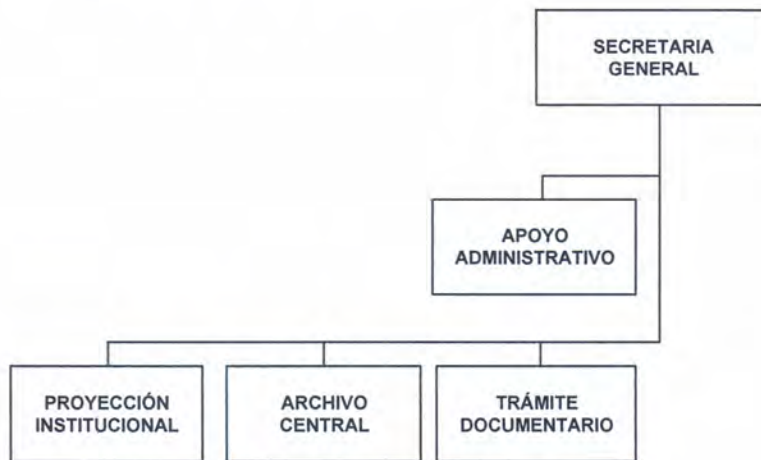 SECRETARIA
GENERAL
APOYO
ADMINISTRATIVO
PROYECCIÓN
INSTITUCIONAL
ARCHIVO
CENTRAL
TRÁMITE
DOCUMENTARIO